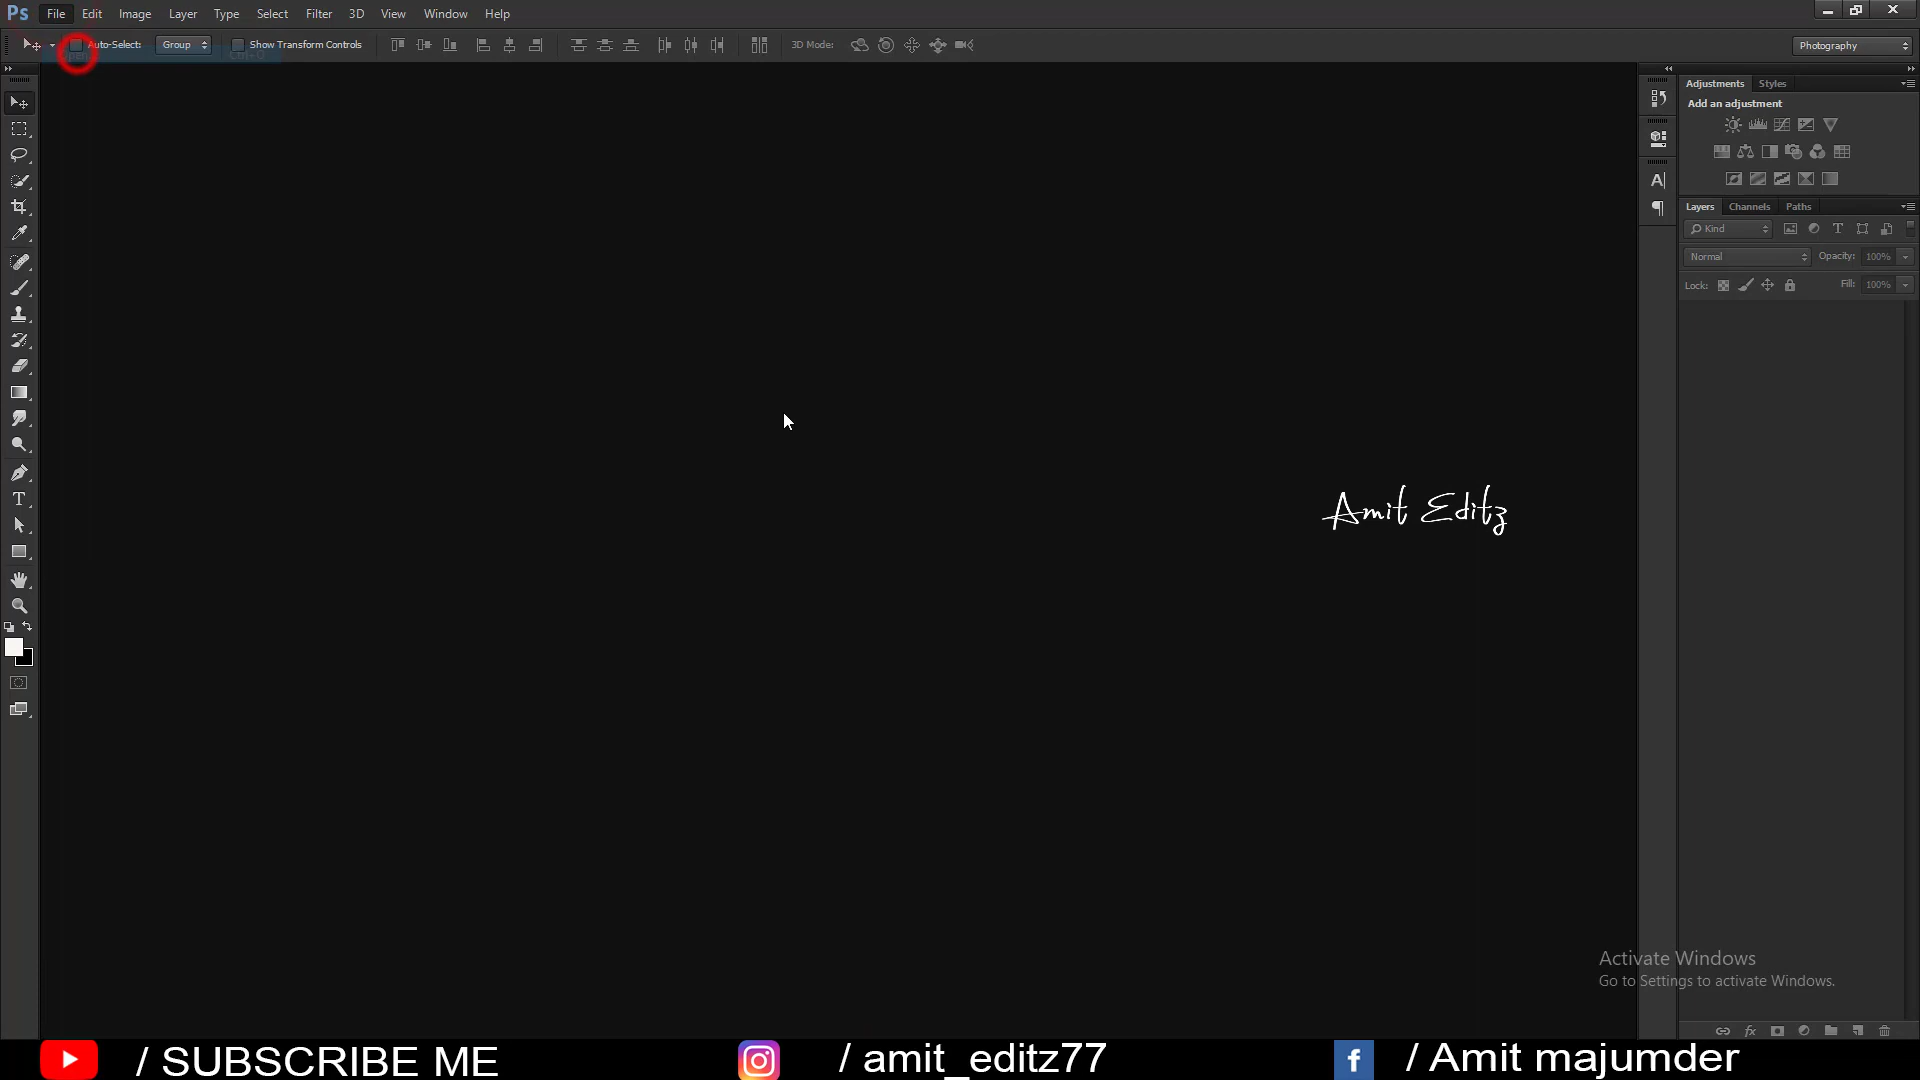 Ps File Edit Image Layer Type Select Filter 3D View Window Help
Auto-Select: Group Show Transform Controls 3D Mode: Photography
Adjustments Styles
Add an adjustment
Layers Channels Paths
Kind
Normal Opacity: 100%
Lock: Fill: 100%
Amit Editz
Activate Windows
Go to Settings to activate Windows.
/ SUBSCRIBE ME / amit_editz77 / Amit majumder